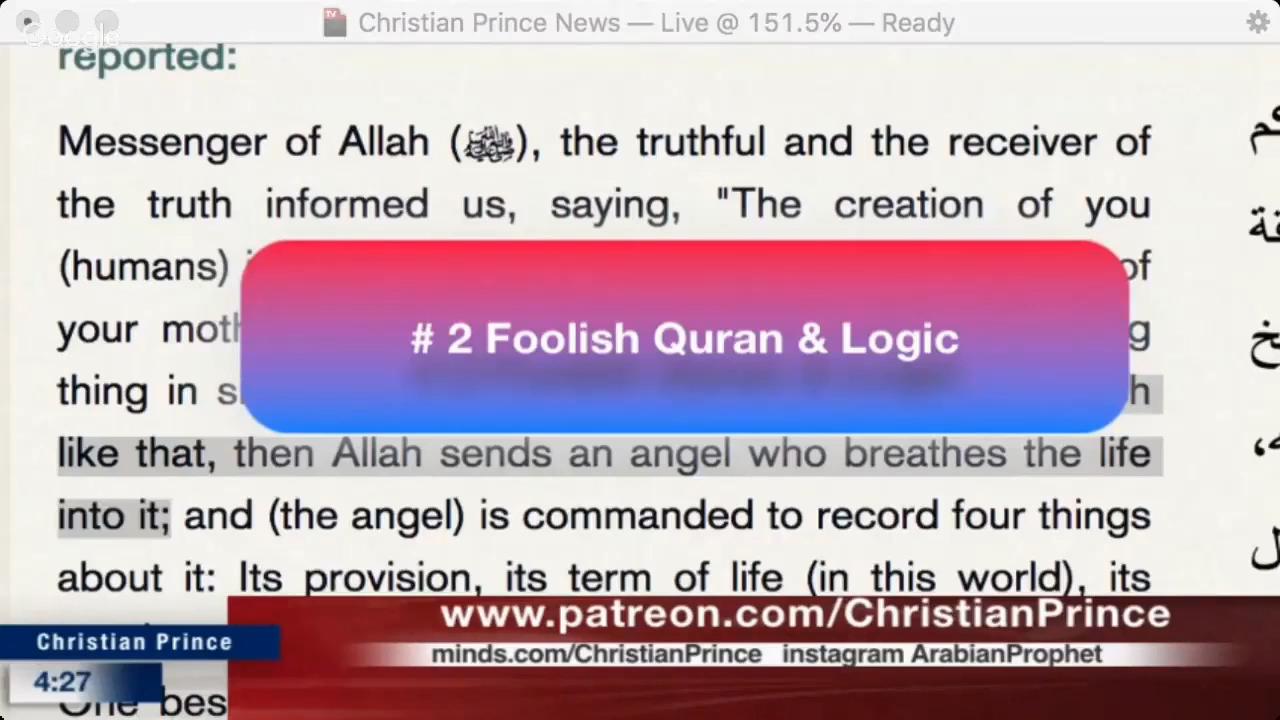 Christian Prince News — Live @ 151.5% — Ready
Google
reported:
Messenger of Allah (ﷺ), the truthful and the receiver of
the truth informed us, saying, "The creation of you
(humans) of
your
thing in
# 2 Foolish Quran & Logic
like that, then Allah sends an angel who breathes the life
into it; and (the angel) is commanded to record four things
about it: Its provision, its term of life (in this world), its
www.patreon.com/ChristianPrince
Christian Prince
minds.com/ChristianPrince instagram ArabianProphet
4:27
One bes